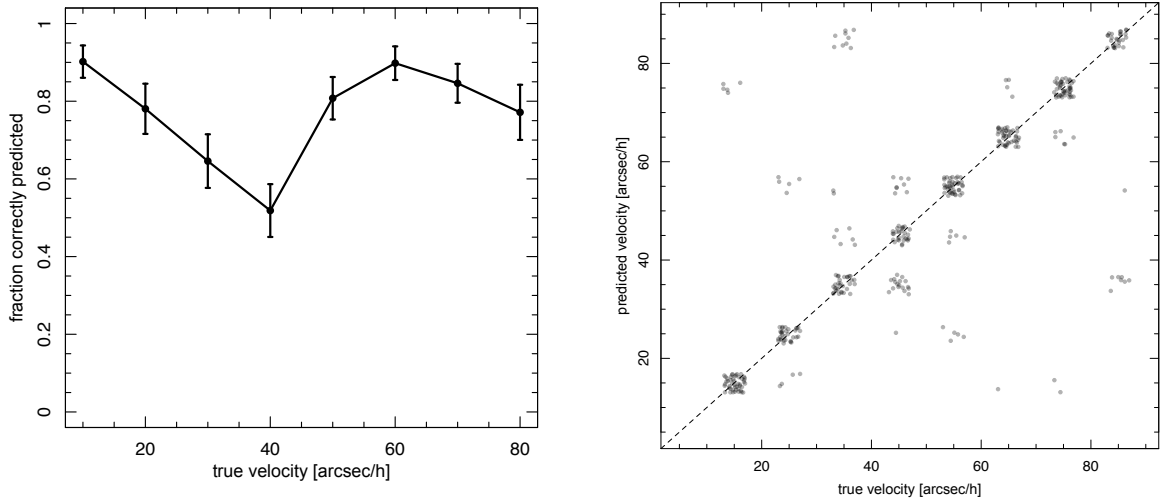 fraction correctly predicted
1
0.8
0.6
0.4
0.2
0
20 40 60 80
true velocity [arcsec/h]
predicted velocity [arcsec/h]
80
60
40
20
20 40 60 80
true velocity [arcsec/h]